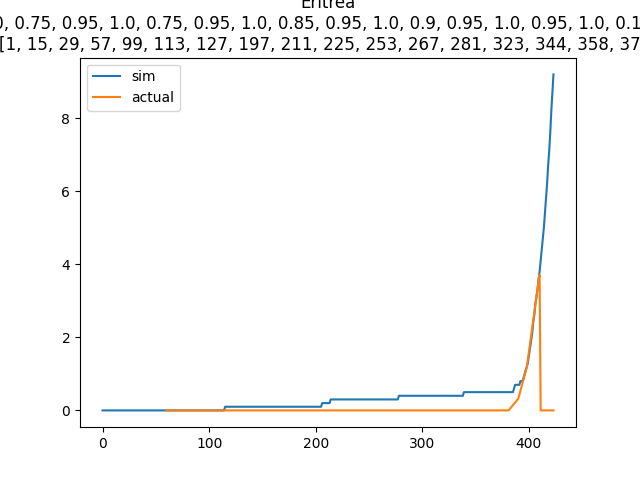 Eritrea
0, 0.75, 0.95, 1.0, 0.75, 0.95, 1.0, 0.85, 0.95, 1.0, 0.9, 0.95, 1.0, 0.95, 1.0, 0.1
[1, 15, 29, 57, 99, 113, 127, 197, 211, 225, 253, 267, 281, 323, 344, 358, 37
sim
actual
8
6
4
2
0
0 100 200 300 400